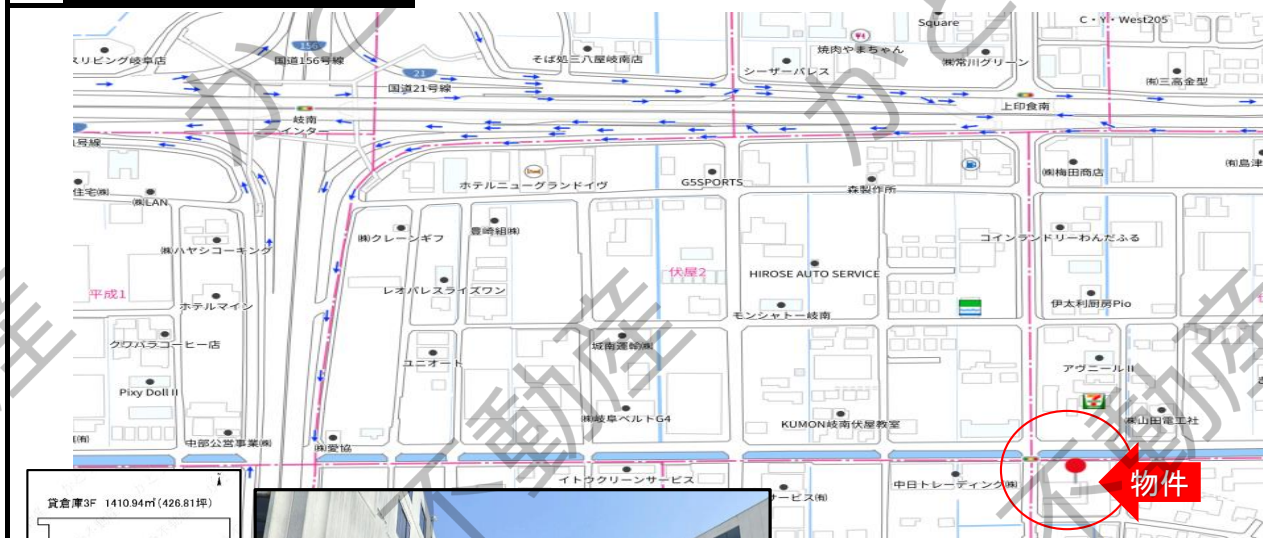 Square
C・Y・West205
156
国道156号線
そば処三八屋岐南店
焼肉やまちゃん
㈱常川グリーン
スリビング岐阜店
21
国道21号線
シーザーパレス
㈲三高金型
岐南
インター
上印食南
1号線
㈲島津
住宅㈱
㈱LAN
ホテルニューグランドイヴ
G5SPORTS
森製作所
㈱梅田商店
㈱ハヤシコーキング
㈱クレーンギフ
豊崎組㈱
コインランドリーわんだふる
平成1
ホテルマイン
レオパレスライズワン
伏屋2
HIROSE AUTO SERVICE
モンシャトー岐南
伊太利厨房Pio
クワバラコーヒー店
ユニオート
城南運輸㈱
アヴニールⅡ
Pixy DollⅡ
㈱岐阜ベルトG4
KUMON岐南伏屋教室
㈱山田電工社
㈲
中部公営事業㈱
㈱愛協
イトウクリーンサービス
サービス㈲
中日トレーディング㈱
物件
貸倉庫3F 1410.94㎡(426.81坪)
不動産
不動産